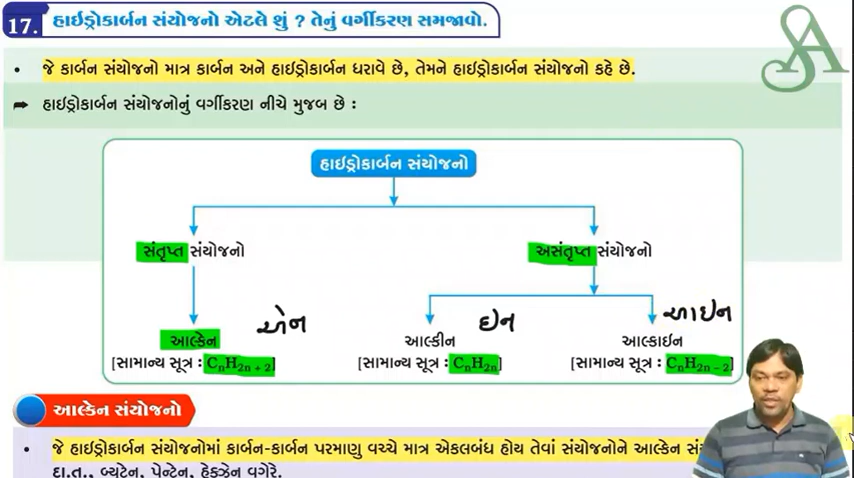 17. હાઇડ્રોકાર્બન સંયોજનો એટલે શું ? તેનું વર્ગીકરણ સમજાવો.
• જે કાર્બન સંયોજનો માત્ર કાર્બન અને હાઇડ્રોકાર્બન ધરાવે છે, તેમને હાઇડ્રોકાર્બન સંયોજનો કહે છે.
➡ હાઇડ્રોકાર્બન સંયોજનોનું વર્ગીકરણ નીચે મુજબ છે :
હાઇડ્રોકાર્બન સંયોજનો
સંતૃપ્ત સંયોજનો
અસંતૃપ્ત સંયોજનો
એન
ઇન
આઇન
આલ્કેન
આલ્કીન
આલ્કાઇન
[સામાન્ય સૂત્ર : CₙH₂ₙ₊₂]
[સામાન્ય સૂત્ર : CₙH₂ₙ]
[સામાન્ય સૂત્ર : CₙH₂ₙ₋₂]
આલ્કેન સંયોજનો
• જે હાઇડ્રોકાર્બન સંયોજનોમાં કાર્બન-કાર્બન પરમાણુ વચ્ચે માત્ર એકલબંધ હોય તેવાં સંયોજનોને આલ્કેન
દા.ત., બ્યુટેન, પેન્ટેન, હેક્ઝેન વગેરે.